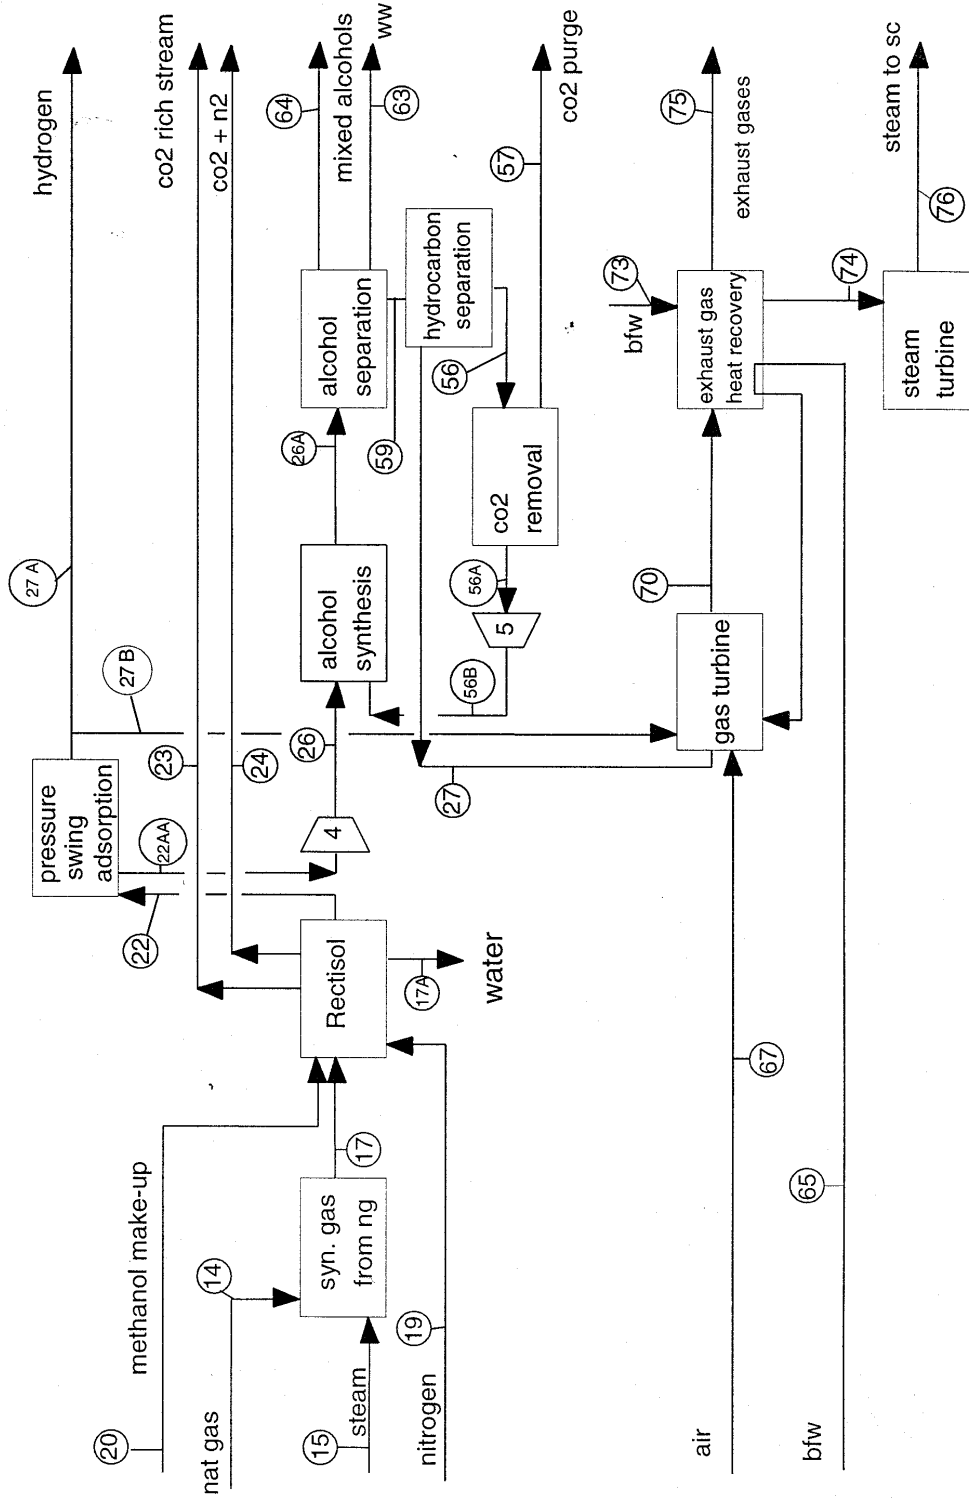 hydrogen
27 A
27 B
pressure
swing
adsorption
22AA
22
co2 rich stream
co2 + n2
23
24
64
mixed alcohols
63
ww
alcohol
separation
26A
59
alcohol
synthesis
26
4
Rectisol
17A
water
17
syn. gas
from ng
methanol make-up
20
14
nat gas
15
steam
19
nitrogen
hydrocarbon
separation
56
57
co2 purge
co2
removal
56A
5
56B
27
75
exhaust gases
73
bfw
exhaust gas
heat recovery
74
70
gas turbine
67
air
65
bfw
steam to sc
76
steam
turbine